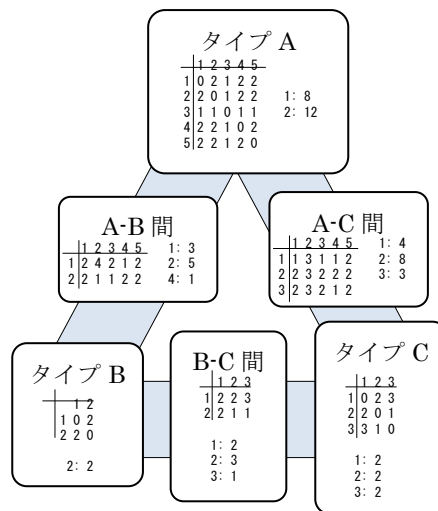 タイプ A
1 2 3 4 5
1 0 2 1 2 2
2 2 0 1 2 2 1: 8
3 1 1 0 1 1 2: 12
4 2 2 1 0 2
5 2 2 1 2 0
A-B 間
1 2 3 4 5 1: 3
1 2 4 2 1 2 2: 5
2 2 1 1 2 2 4: 1
A-C 間
1 2 3 4 5 1: 4
1 1 3 1 1 2 2: 8
2 2 3 2 2 2 3: 3
3 2 3 2 1 2
タイプ B
1 2
1 0 2
2 2 0
2: 2
B-C 間
1 2 3
1 2 2 3
2 2 1 1
1: 2
2: 3
3: 1
タイプ C
1 2 3
1 0 2 3
2 2 0 1
3 3 1 0
1: 2
2: 2
3: 2